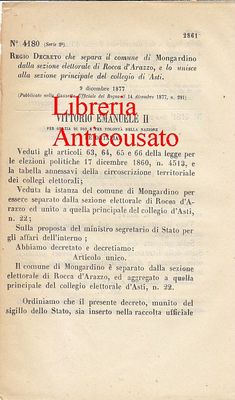 2861
N° 4180 (Serie 2ª)
REGIO DECRETO che separa il comune di Mongardino
dalla sezione elettorale di Rocca d'Arazzo, e lo unisce
alla sezione principale del collegio di Asti.
9 dicembre 1877
(Pubblicato nella Gazzetta Ufficiale del Regno il 14 dicembre 1877, n. 291)
Libreria
VITTORIO EMANUELE II
PER GRAZIA DI DIO E PER VOLONTÀ DELLA NAZIONE
Anticousato
Veduti gli articoli 63, 64, 65 e 66 della legge per
le elezioni politiche 17 dicembre 1860, n. 4513, e
la tabella annessavi della circoscrizione territoriale
dei collegi elettorali;
Veduta la istanza del comune di Mongardino per
essere separato dalla sezione elettorale di Rocca d'A-
razzo ed unito a quella principale del collegio d'Asti,
n. 22;
Sulla proposta del ministro segretario di Stato per
gli affari dell'interno;
Abbiamo decretato e decretiamo:
Articolo unico.
Il comune di Mongardino è separato dalla sezione
elettorale di Rocca d'Arazzo, ed aggregato a quella
principale del collegio elettorale d'Asti, n. 22.
Ordiniamo che il presente decreto, munito del
sigillo dello Stato, sia inserto nella raccolta ufficiale